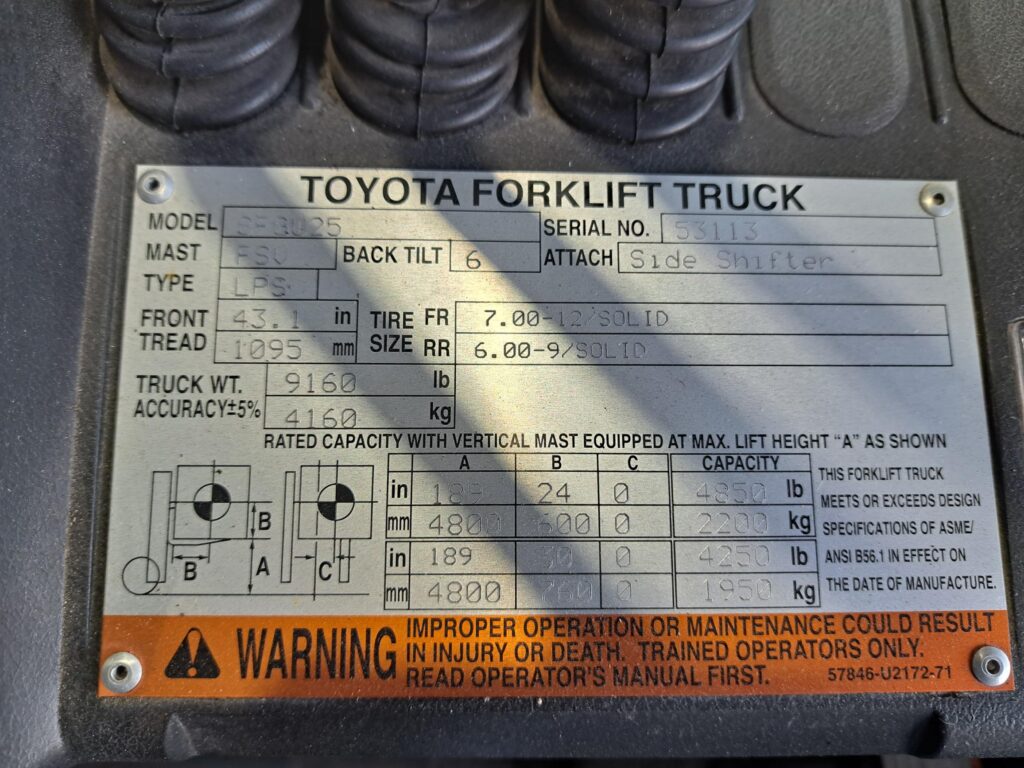 TOYOTA FORKLIFT TRUCK
MODEL 8FGU25 SERIAL NO. 53113
MAST FSV BACK TILT 6 ATTACH Side Shifter
TYPE LPS
FRONT TREAD 43.1 in TIRE SIZE FR 7.00-12/SOLID
1095 mm RR 6.00-9/SOLID
TRUCK WT. 9160 lb
ACCURACY±5% 4160 kg
RATED CAPACITY WITH VERTICAL MAST EQUIPPED AT MAX. LIFT HEIGHT "A" AS SHOWN
A B C CAPACITY
in 189 24 0 4850 lb
mm 4800 600 0 2200 kg
in 189 30 0 4250 lb
mm 4800 760 0 1950 kg
B
B
A
C
THIS FORKLIFT TRUCK
MEETS OR EXCEEDS DESIGN
SPECIFICATIONS OF ASME/
ANSI B56.1 IN EFFECT ON
THE DATE OF MANUFACTURE.
WARNING
IMPROPER OPERATION OR MAINTENANCE COULD RESULT
IN INJURY OR DEATH. TRAINED OPERATORS ONLY.
READ OPERATOR'S MANUAL FIRST.
57846-U2172-71